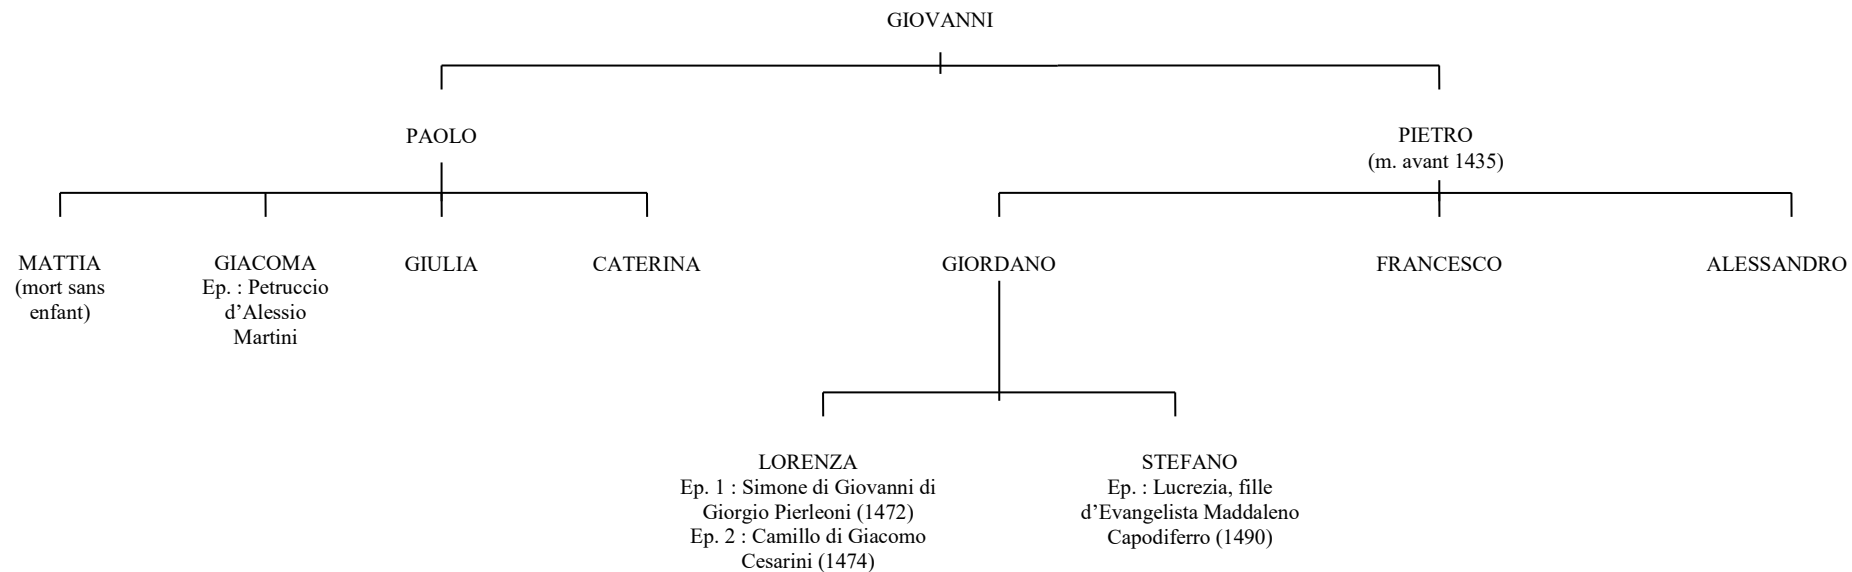 GIOVANNI
PAOLO
PIETRO
(m. avant 1435)
MATTIA
(mort sans
enfant)
GIACOMA
Ep. : Petruccio
d’Alessio
Martini
GIULIA
CATERINA
GIORDANO
FRANCESCO
ALESSANDRO
LORENZA
Ep. 1 : Simone di Giovanni di
Giorgio Pierleoni (1472)
Ep. 2 : Camillo di Giacomo
Cesarini (1474)
STEFANO
Ep. : Lucrezia, fille
d’Evangelista Maddaleno
Capodiferro (1490)